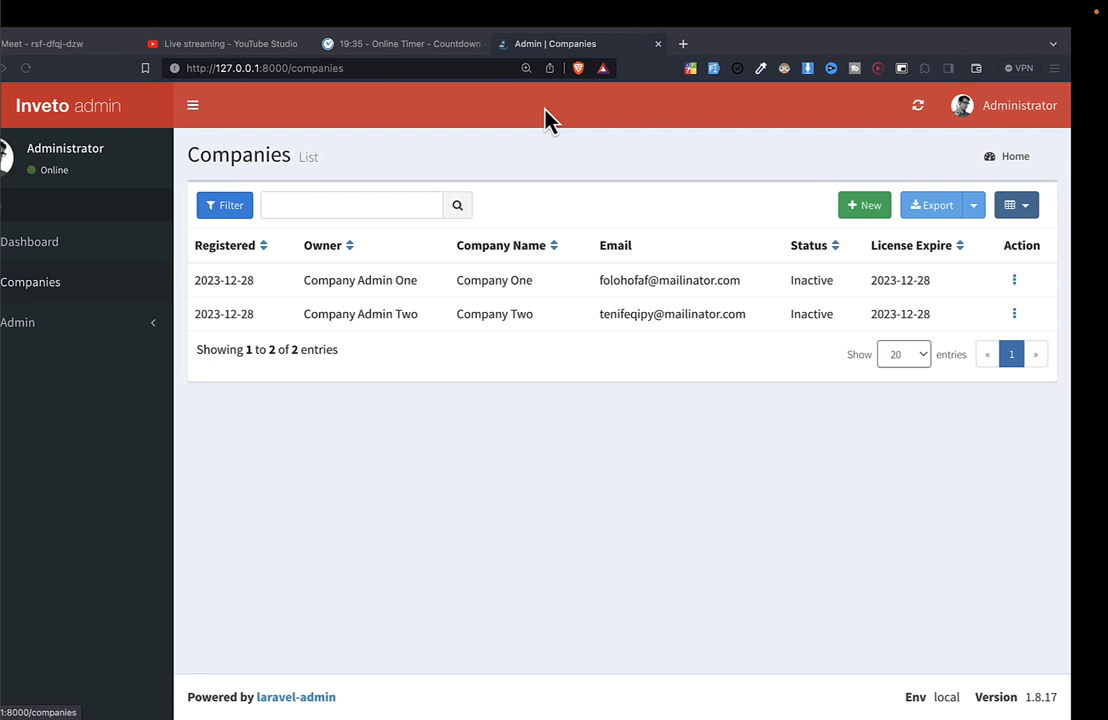 Meet - rsf-dfqj-dzw
Live streaming - YouTube Studio
19:35 - Online Timer - Countdown
Admin | Companies
http://127.0.0.1:8000/companies
VPN
Inveto admin
Administrator
Administrator
Online
Companies List
Home
Filter
New
Export
Dashboard
Companies
Admin
Registered Owner Company Name Email Status License Expire Action
2023-12-28 Company Admin One Company One folohofaf@mailinator.com Inactive 2023-12-28
2023-12-28 Company Admin Two Company Two tenifeqipy@mailinator.com Inactive 2023-12-28
Showing 1 to 2 of 2 entries
Show 20 entries « 1 »
Powered by laravel-admin
Env local Version 1.8.17
1:8000/companies